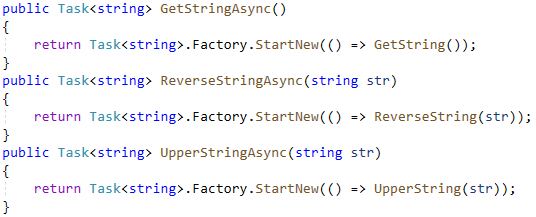 public Task<string> GetStringAsync()
{
    return Task<string>.Factory.StartNew(() => GetString());
}
public Task<string> ReverseStringAsync(string str)
{
    return Task<string>.Factory.StartNew(() => ReverseString(str));
}
public Task<string> UpperStringAsync(string str)
{
    return Task<string>.Factory.StartNew(() => UpperString(str));
}